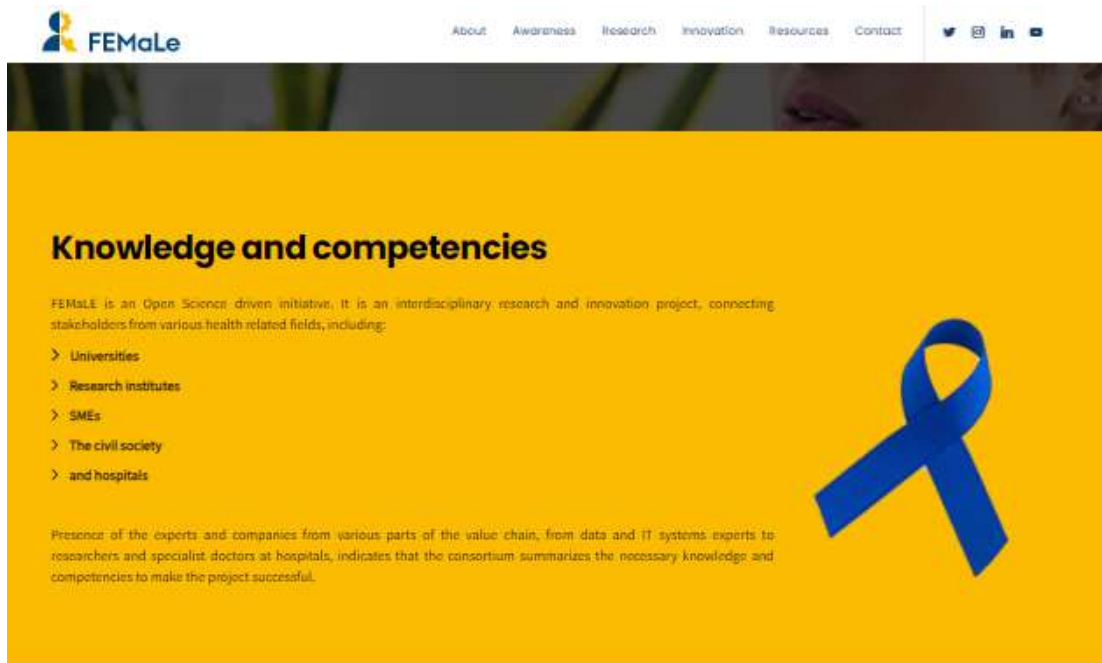 FEMaLe
About Awareness Research Innovation Resources Contact
Knowledge and competencies
FEMaLE is an Open Science driven initiative. It is an interdisciplinary research and innovation project, connecting
stakeholders from various health related fields, including:
Universities
Research institutes
SMEs
The civil society
and hospitals
Presence of the experts and companies from various parts of the value chain, from data and IT systems experts to
researchers and specialist doctors at hospitals, indicates that the consortium summarizes the necessary knowledge and
competencies to make the project successful.